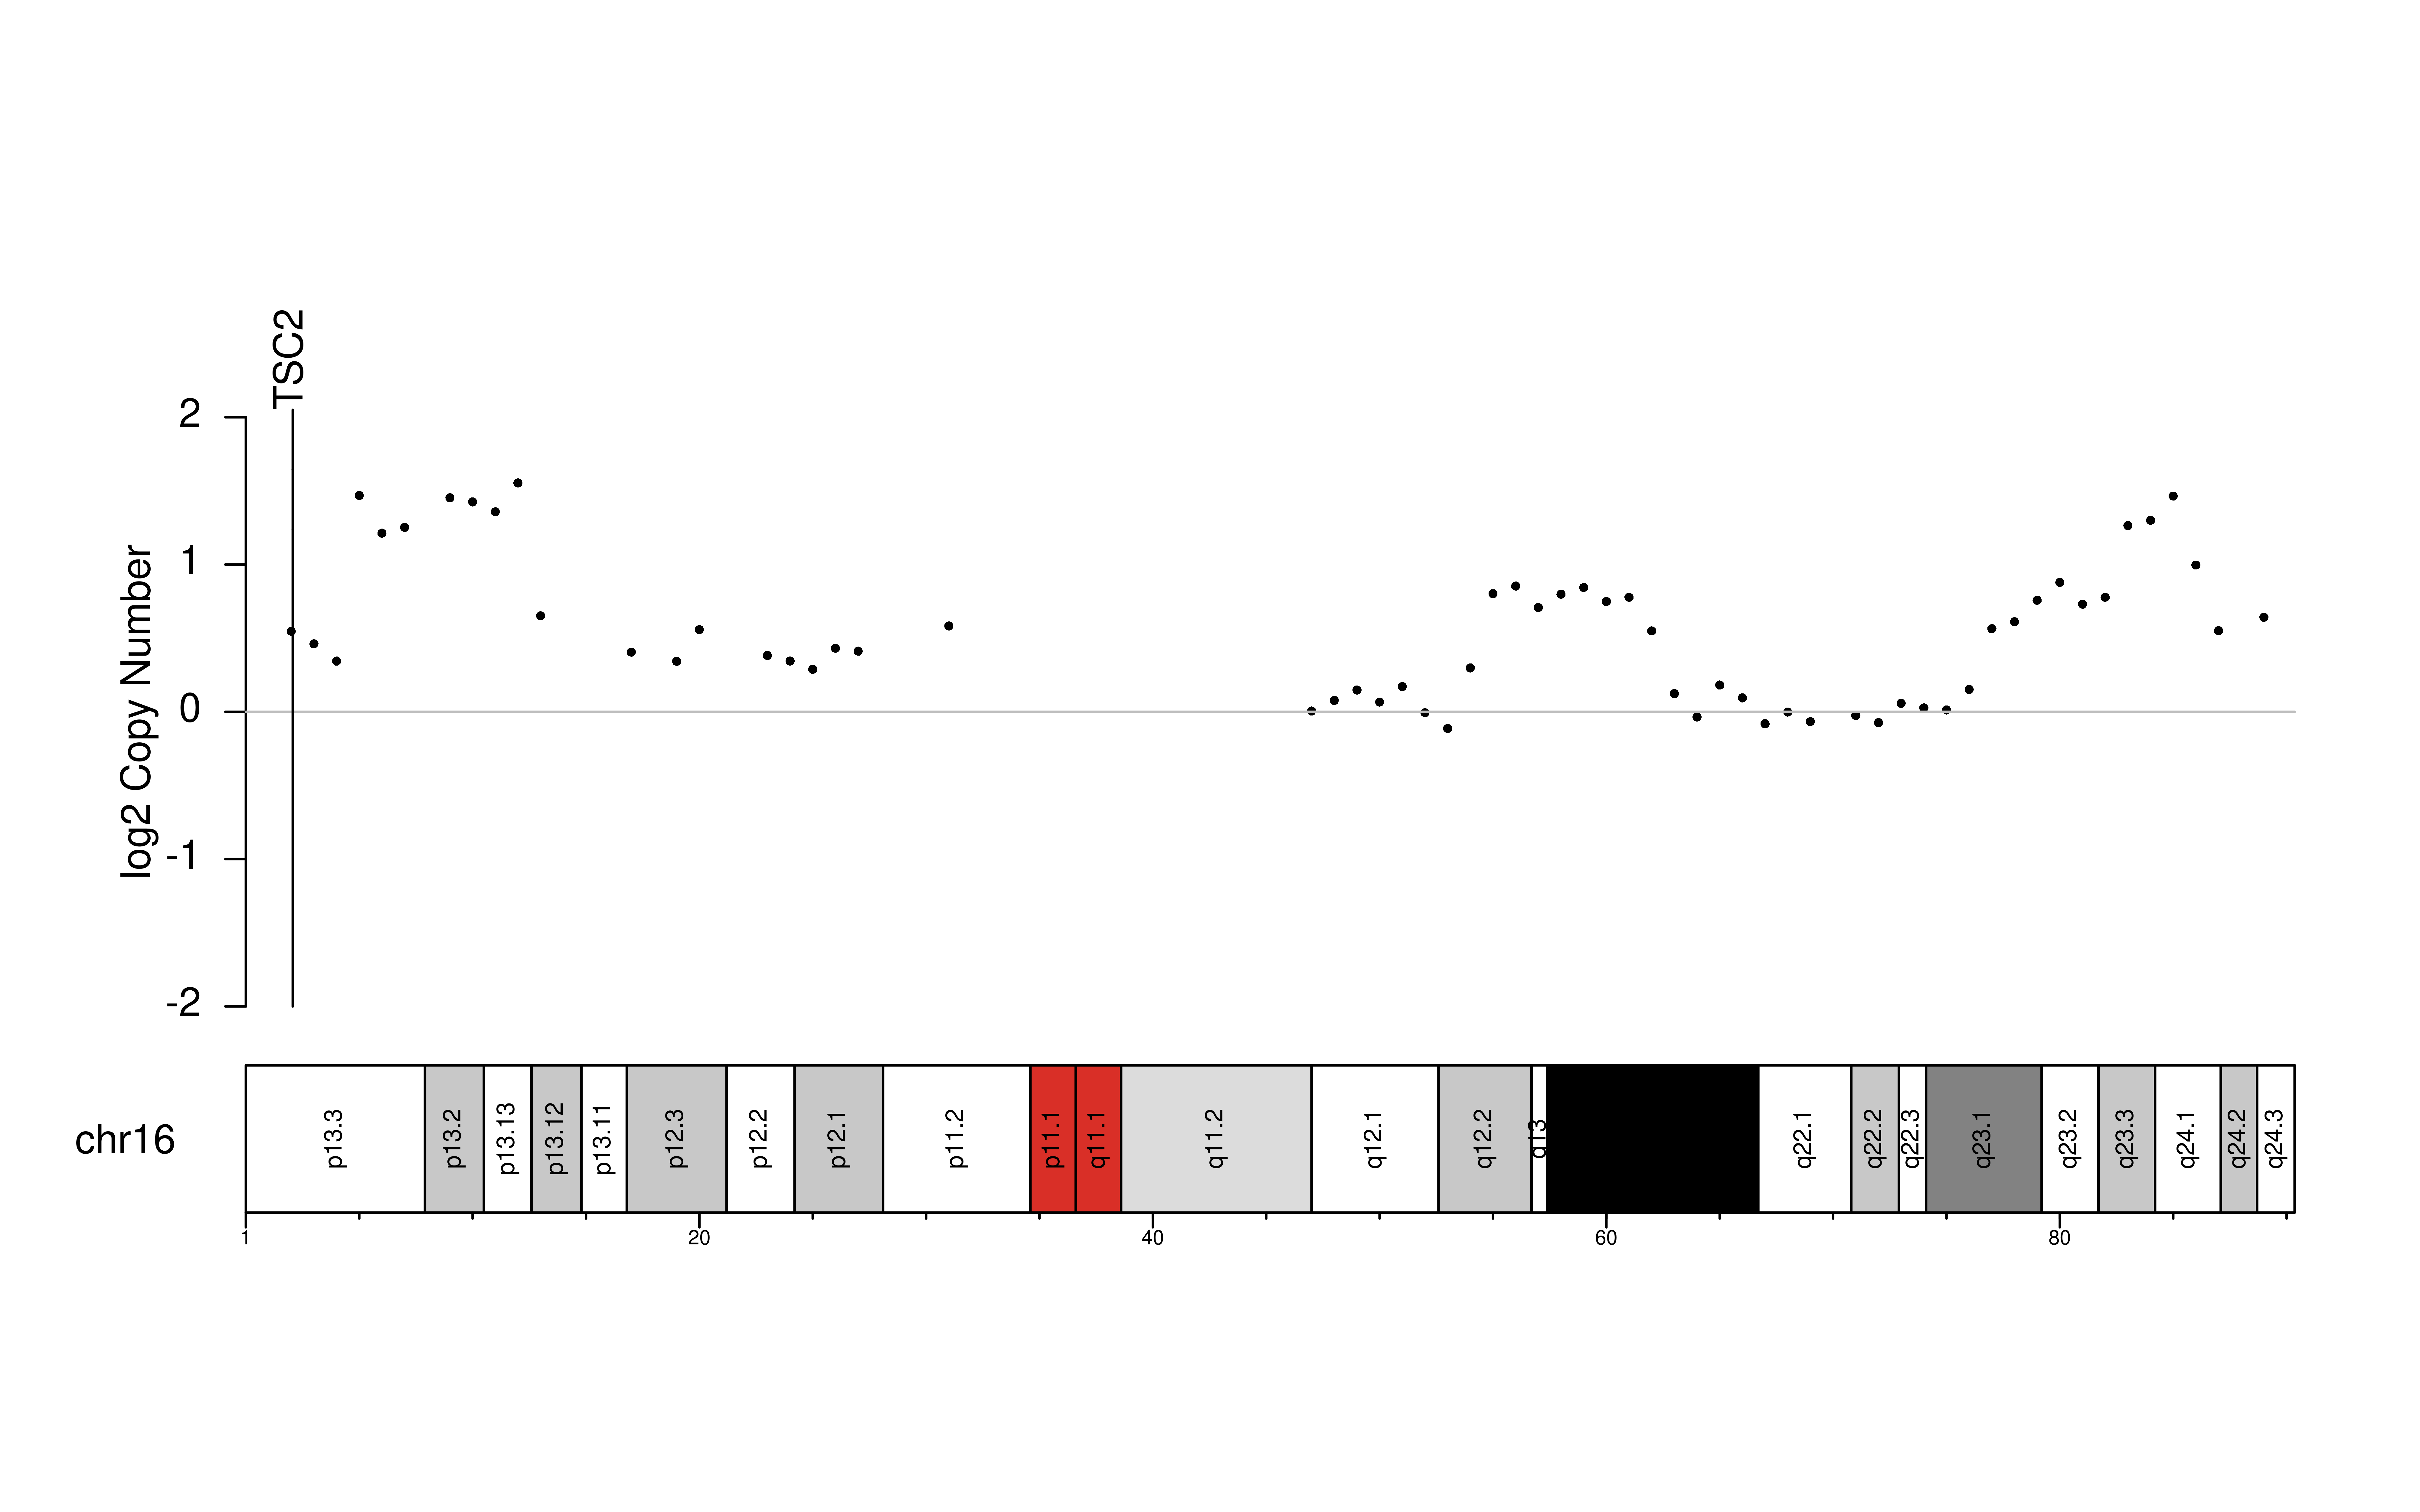 TSC2
2
1
0
-1
-2
log2 Copy Number
chr16
p13.3
p13.2
p13.13
p13.12
p13.11
p12.3
p12.2
p12.1
p11.2
p11.1
q11.1
q11.2
q12.1
q12.2
q13
q22.1
q22.2
q22.3
q23.1
q23.2
q23.3
q24.1
q24.2
q24.3
1
20
40
60
80